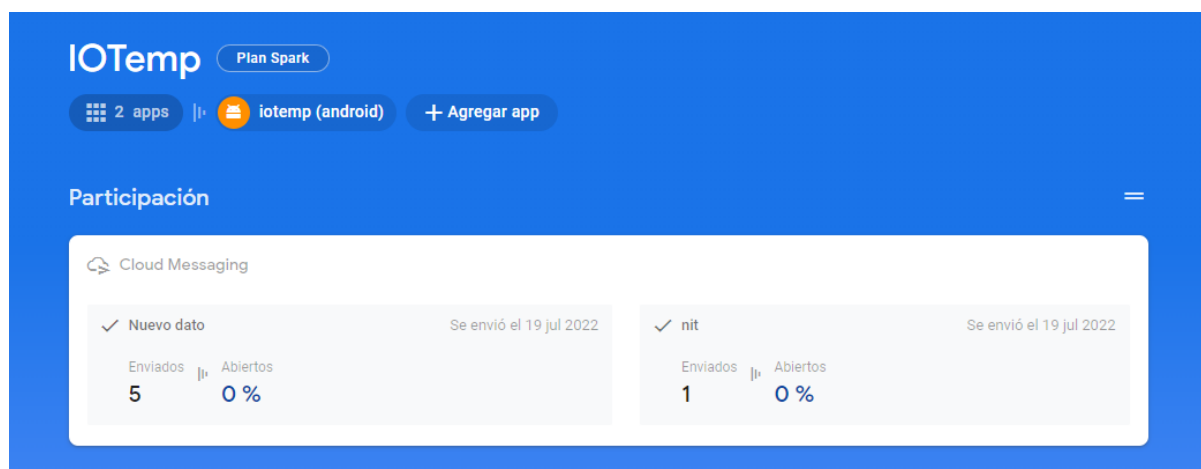 IOTemp Plan Spark
2 apps iotemp (android) + Agregar app
Participación
Cloud Messaging
Nuevo dato Se envió el 19 jul 2022 nit Se envió el 19 jul 2022
Enviados Abiertos Enviados Abiertos
5 0 % 1 0 %